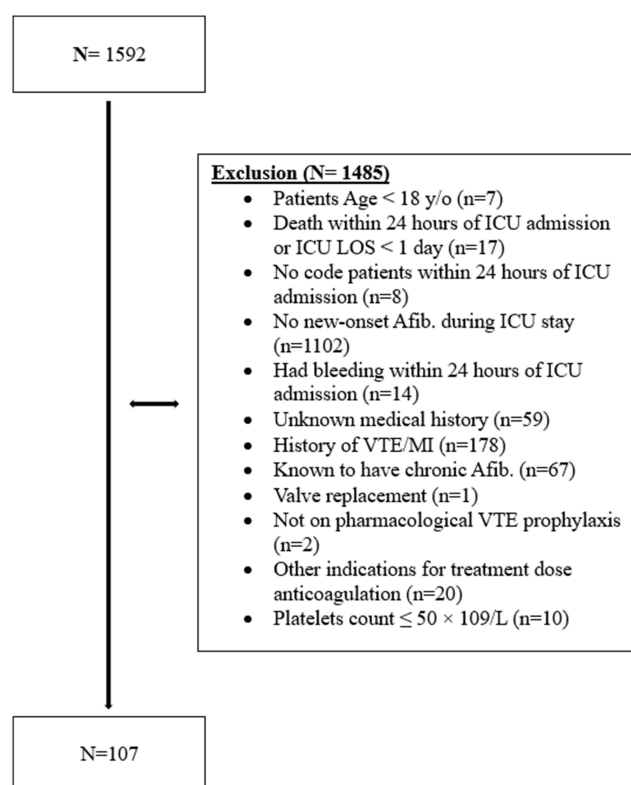 N= 1592
Exclusion (N= 1485)
• Patients Age < 18 y/o (n=7)
• Death within 24 hours of ICU admission
or ICU LOS < 1 day (n=17)
• No code patients within 24 hours of ICU
admission (n=8)
• No new-onset Afib. during ICU stay
(n=1102)
• Had bleeding within 24 hours of ICU
admission (n=14)
• Unknown medical history (n=59)
• History of VTE/MI (n=178)
• Known to have chronic Afib. (n=67)
• Valve replacement (n=1)
• Not on pharmacological VTE prophylaxis
(n=2)
• Other indications for treatment dose
anticoagulation (n=20)
• Platelets count ≤ 50 × 109/L (n=10)
N=107